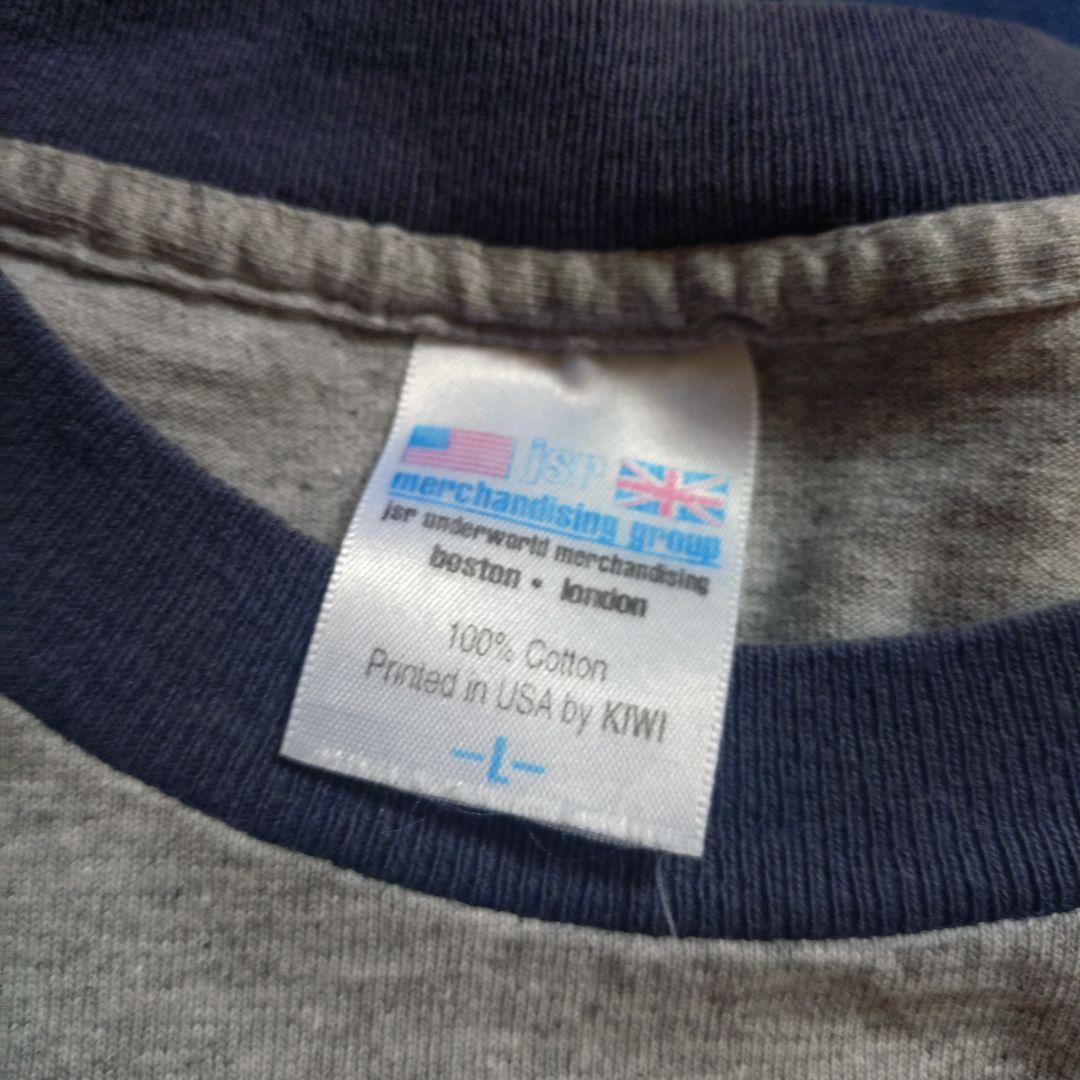 jsr
merchandising group
jsr underworld merchandising
boston • london
100% Cotton
Printed in USA by KIWI
-L-